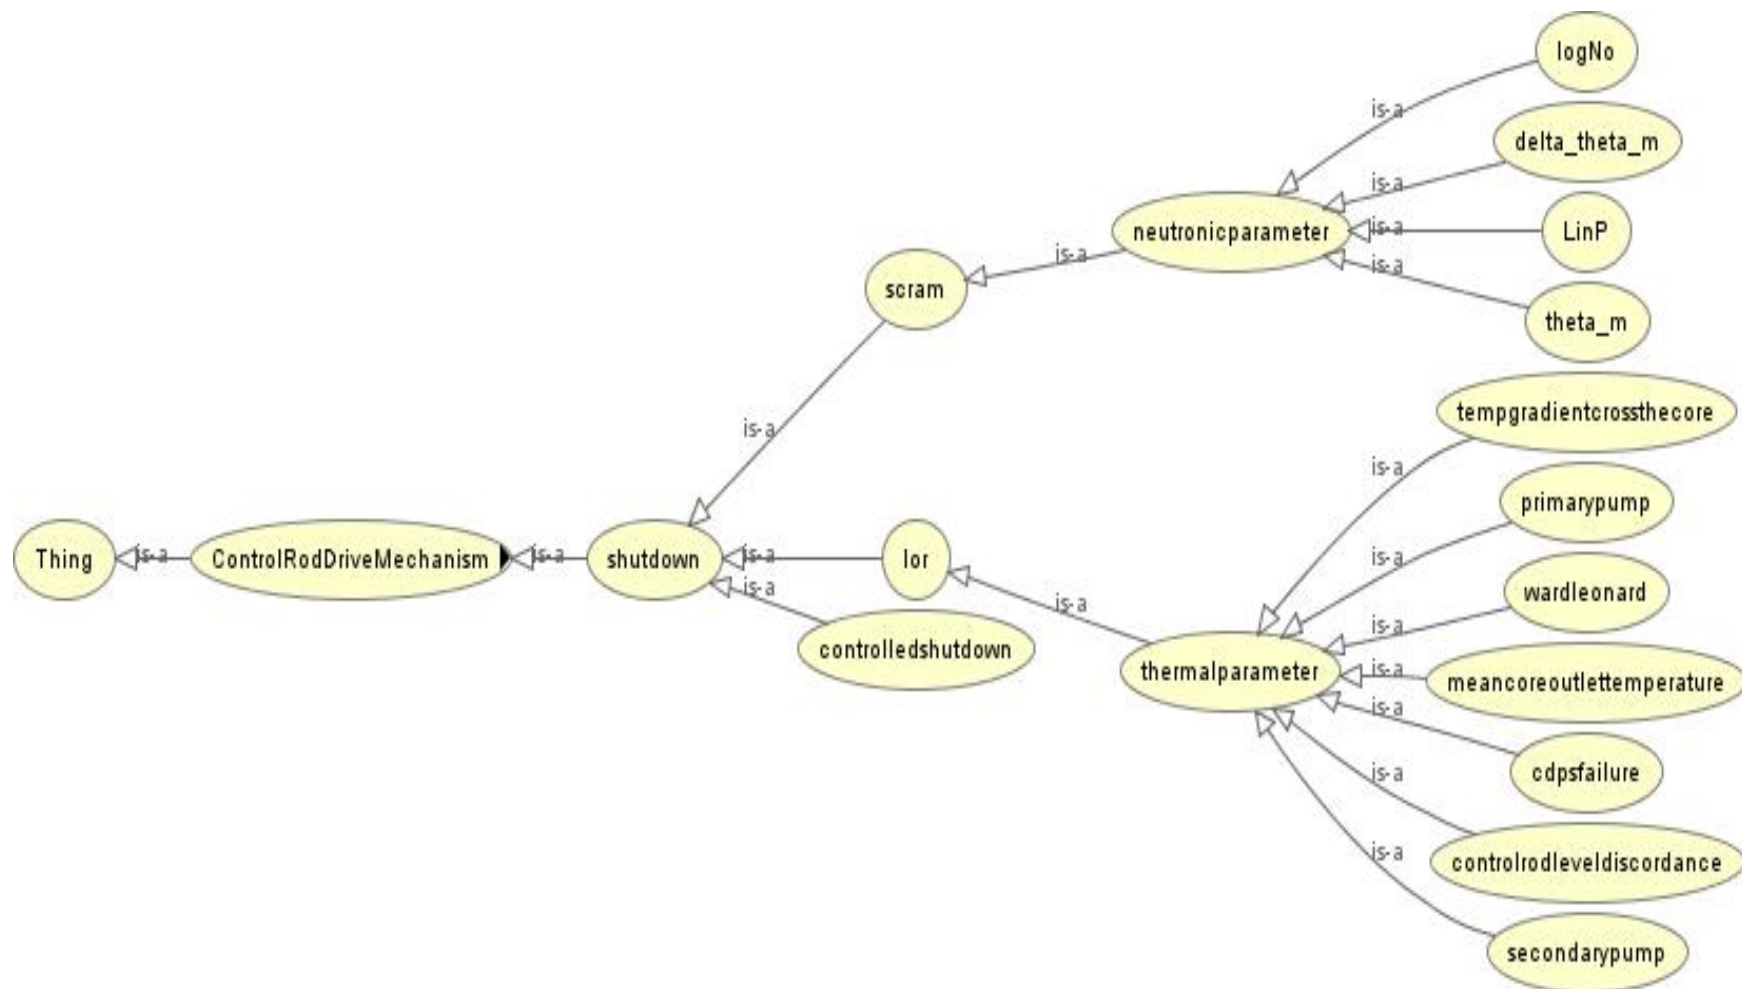 logNo
is-a
delta_theta_m
is-a
neutronicparameter
is-a
LinP
is-a
is-a
scram
theta_m
tempgradientcrossthecore
is-a
is-a
primarypump
Thing
is-a
ControlRodDriveMechanism
is-a
shutdown
is-a
lor
is-a
is-a
wardleonard
is-a
is-a
controlledshutdown
thermalparameter
is-a
meancoreoutlettemperature
is-a
cdpsfailure
is-a
controlrodleveldiscordance
is-a
secondarypump